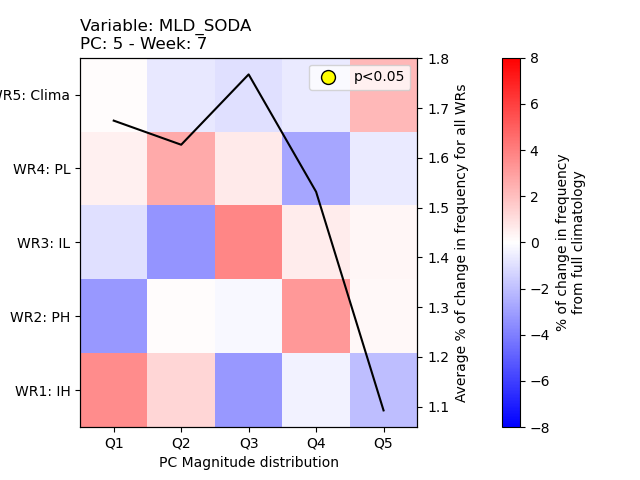 Variable: MLD_SODA
PC: 5 - Week: 7
p<0.05
R5: Clima
WR4: PL
WR3: IL
WR2: PH
WR1: IH
Q1 Q2 Q3 Q4 Q5
PC Magnitude distribution
1.8
1.7
1.6
1.5
1.4
1.3
1.2
1.1
Average % of change in frequency for all WRs
8
6
4
2
0
−2
−4
−6
−8
% of change in frequency
from full climatology